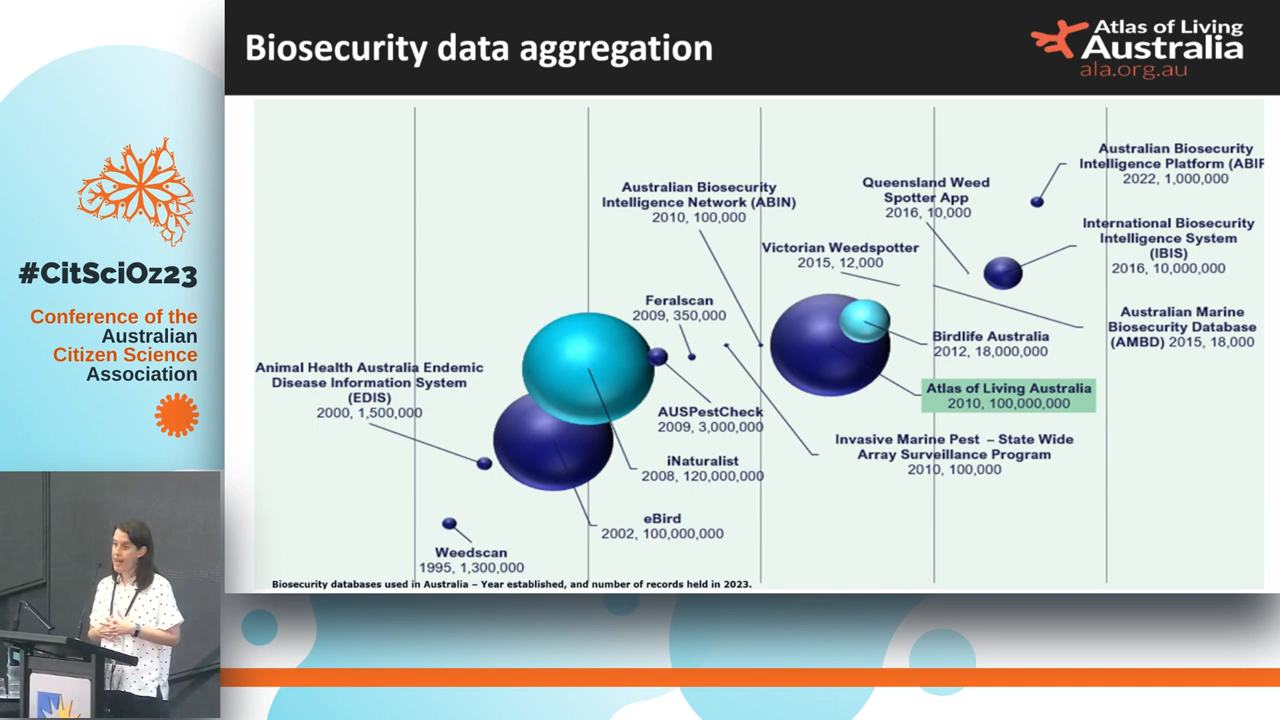 Biosecurity data aggregation
Atlas of Living
Australia
ala.org.au
#CitSciOz23
Conference of the
Australian
Citizen Science
Association
Australian Biosecurity
Intelligence Platform (ABIP
2022, 1,000,000
Australian Biosecurity
Intelligence Network (ABIN)
2010, 100,000
Queensland Weed
Spotter App
2016, 10,000
International Biosecurity
Intelligence System
(IBIS)
2016, 10,000,000
Victorian Weedspotter
2015, 12,000
Feralscan
2009, 350,000
Australian Marine
Biosecurity Database
(AMBD) 2015, 18,000
Birdlife Australia
2012, 18,000,000
Animal Health Australia Endemic
Disease Information System
(EDIS)
2000, 1,500,000
Atlas of Living Australia
2010, 100,000,000
AUSPestCheck
2009, 3,000,000
Invasive Marine Pest – State Wide
Array Surveillance Program
2010, 100,000
iNaturalist
2008, 120,000,000
eBird
2002, 100,000,000
Weedscan
1995, 1,300,000
Biosecurity databases used in Australia – Year established, and number of records held in 2023.